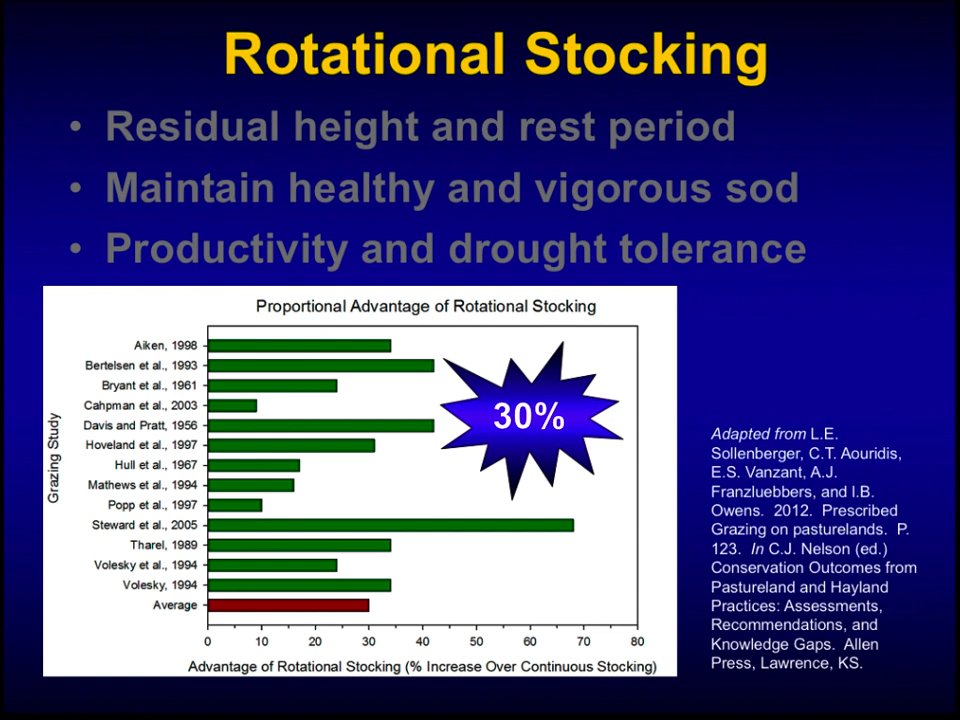 Rotational Stocking
• Residual height and rest period
• Maintain healthy and vigorous sod
• Productivity and drought tolerance
Proportional Advantage of Rotational Stocking
Grazing Study
Aiken, 1998
Bertelsen et al., 1993
Bryant et al., 1961
Cahpman et al., 2003
Davis and Pratt, 1956
Hoveland et al., 1997
Hull et al., 1967
Mathews et al., 1994
Popp et al., 1997
Steward et al., 2005
Tharel, 1989
Volesky et al., 1994
Volesky, 1994
Average
30%
0 10 20 30 40 50 60 70 80
Advantage of Rotational Stocking (% Increase Over Continuous Stocking)
Adapted from L.E.
Sollenberger, C.T. Aouridis,
E.S. Vanzant, A.J.
Franzluebbers, and I.B.
Owens. 2012. Prescribed
Grazing on pasturelands. P.
123. In C.J. Nelson (ed.)
Conservation Outcomes from
Pastureland and Hayland
Practices: Assessments,
Recommendations, and
Knowledge Gaps. Allen
Press, Lawrence, KS.